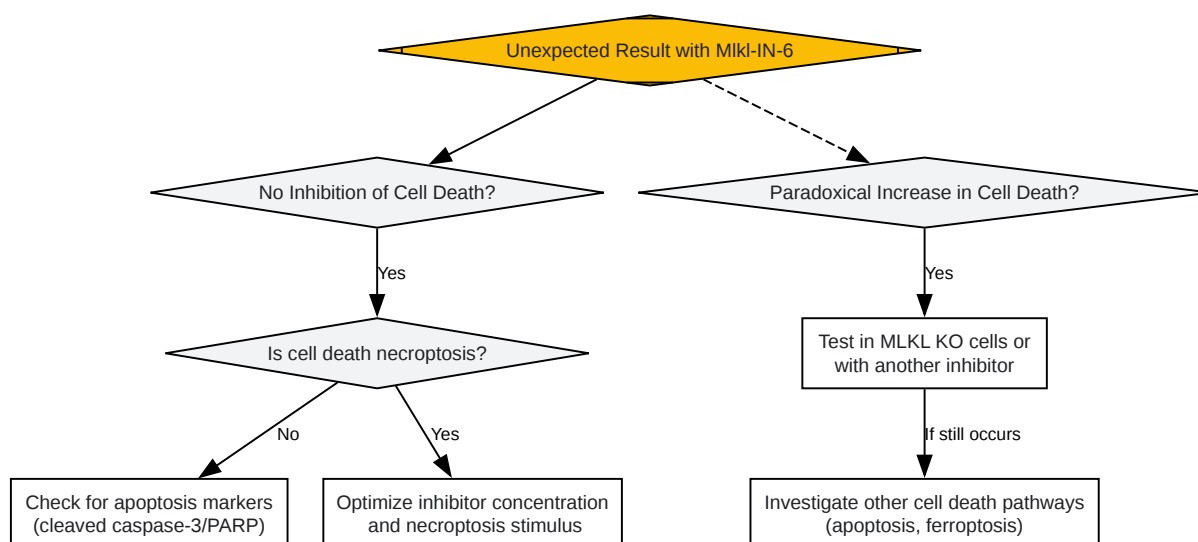 Unexpected Result with Mlkl-IN-6
No Inhibition of Cell Death?
Paradoxical Increase in Cell Death?
Yes
Yes
Is cell death necroptosis?
Test in MLKL KO cells or
with another inhibitor
No
Yes
If still occurs
Check for apoptosis markers
(cleaved caspase-3/PARP)
Optimize inhibitor concentration
and necroptosis stimulus
Investigate other cell death pathways
(apoptosis, ferroptosis)